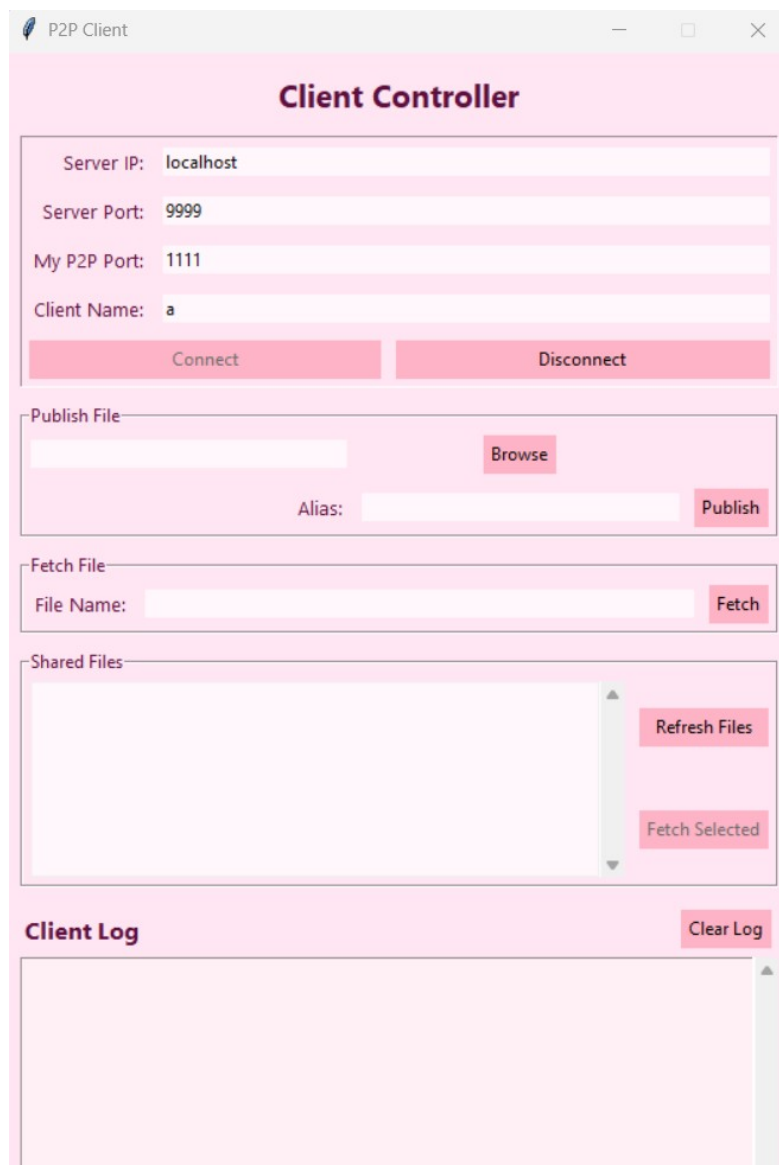 P2P Client
Client Controller
Server IP: localhost
Server Port: 9999
My P2P Port: 1111
Client Name: a
Connect Disconnect
Publish File
Browse
Alias: Publish
Fetch File
File Name: Fetch
Shared Files
Refresh Files
Fetch Selected
Client Log Clear Log